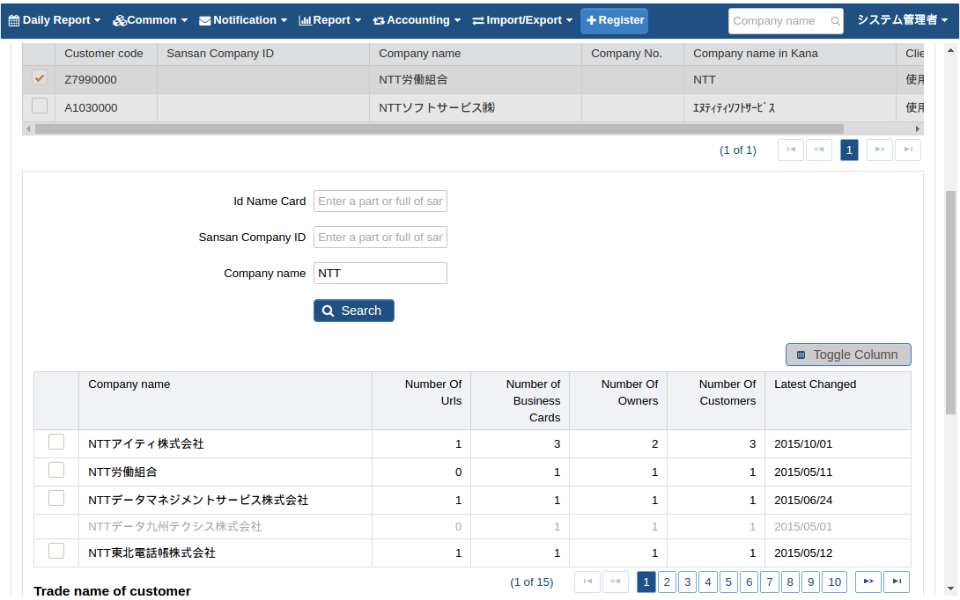 Daily Report Common Notification Report Accounting Import/Export Register Company name システム管理者
Customer code Sansan Company ID Company name Company No. Company name in Kana Clie
Z7990000 NTT労働組合 NTT 使用
A1030000 NTTソフトサービス㈱ ｴﾇﾃｨﾃｨｿﾌﾄｻｰﾋﾞｽ 使用
(1 of 1) 1
Id Name Card Enter a part or full of sar
Sansan Company ID Enter a part or full of sar
Company name NTT
Search
Toggle Column
Company name Number Of Urls Number of Business Cards Number Of Owners Number Of Customers Latest Changed
NTTアイティ株式会社 1 3 2 3 2015/10/01
NTT労働組合 0 1 1 1 2015/05/11
NTTデータマネジメントサービス株式会社 1 1 1 1 2015/06/24
NTTデータ九州テクシス株式会社 0 1 1 1 2015/05/01
NTT東北電話帳株式会社 1 1 1 1 2015/05/12
(1 of 15) 1 2 3 4 5 6 7 8 9 10
Trade name of customer